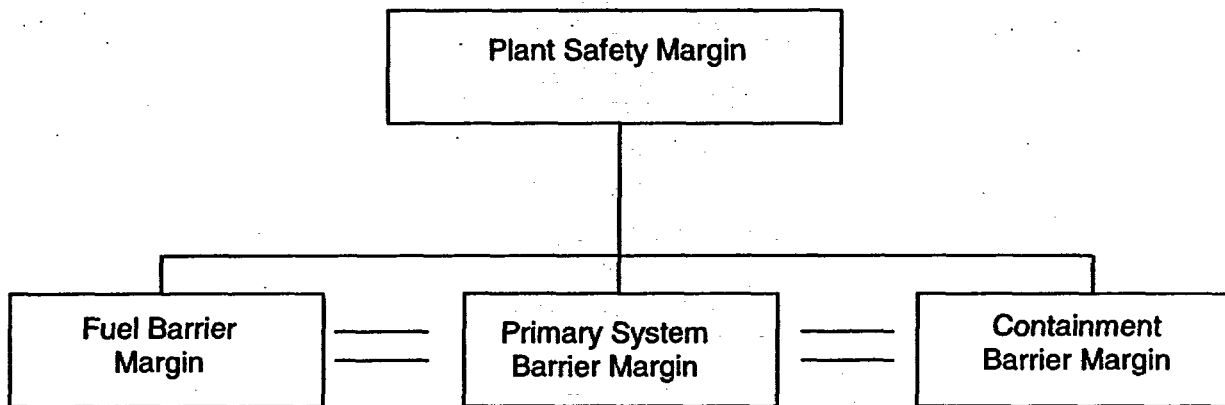 Plant Safety Margin
Fuel Barrier
Margin
Primary System
Barrier Margin
Containment
Barrier Margin